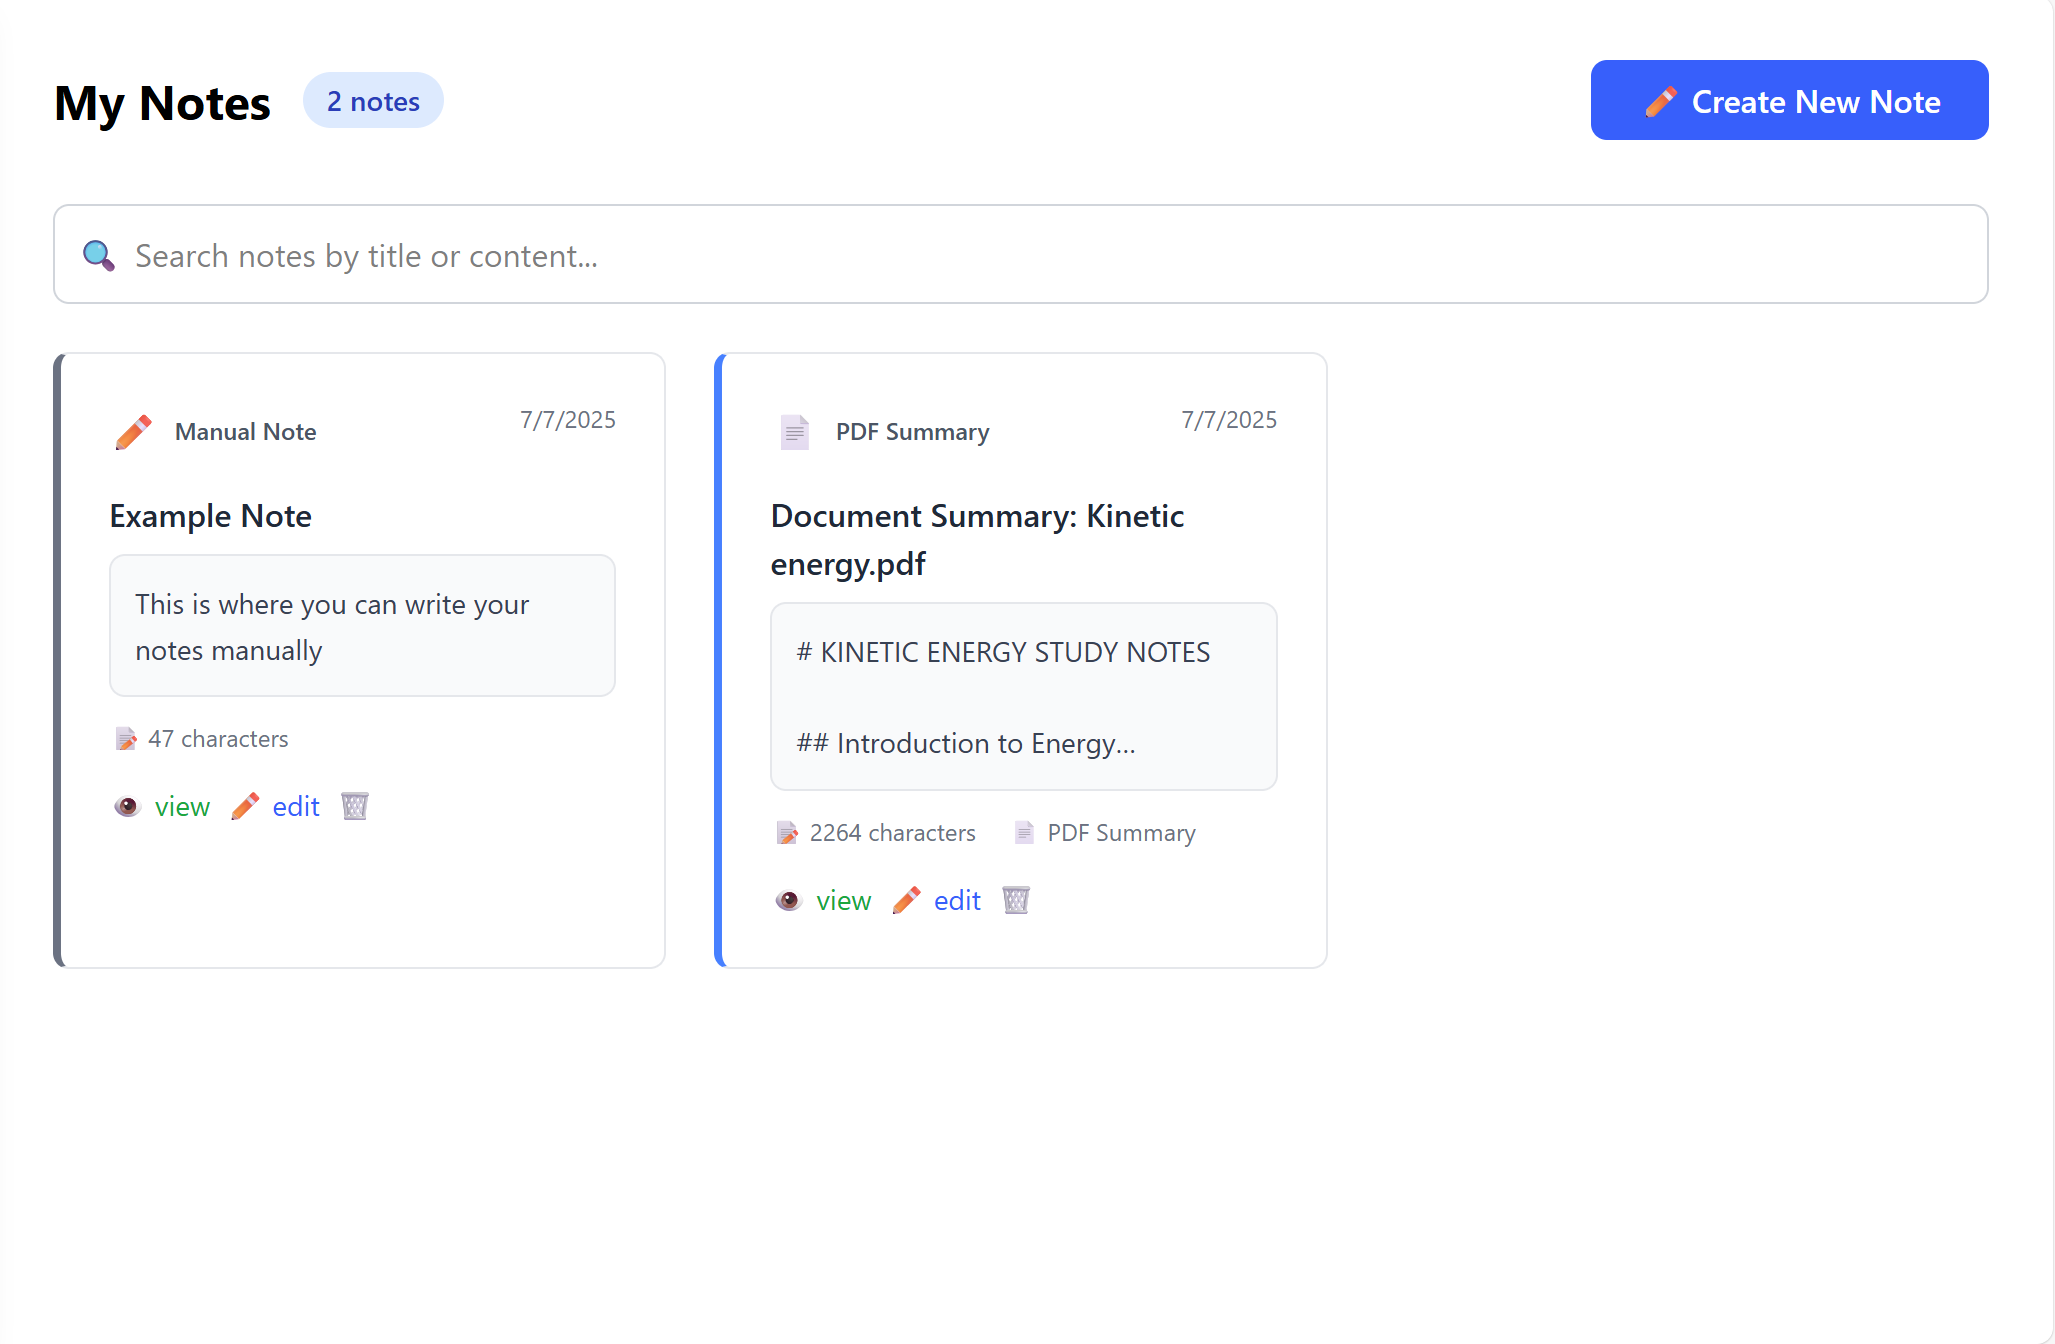 My Notes
2 notes
Create New Note
Search notes by title or content...
Manual Note
7/7/2025
Example Note
This is where you can write your
notes manually
47 characters
view edit
PDF Summary
7/7/2025
Document Summary: Kinetic
energy.pdf
# KINETIC ENERGY STUDY NOTES
## Introduction to Energy...
2264 characters PDF Summary
view edit